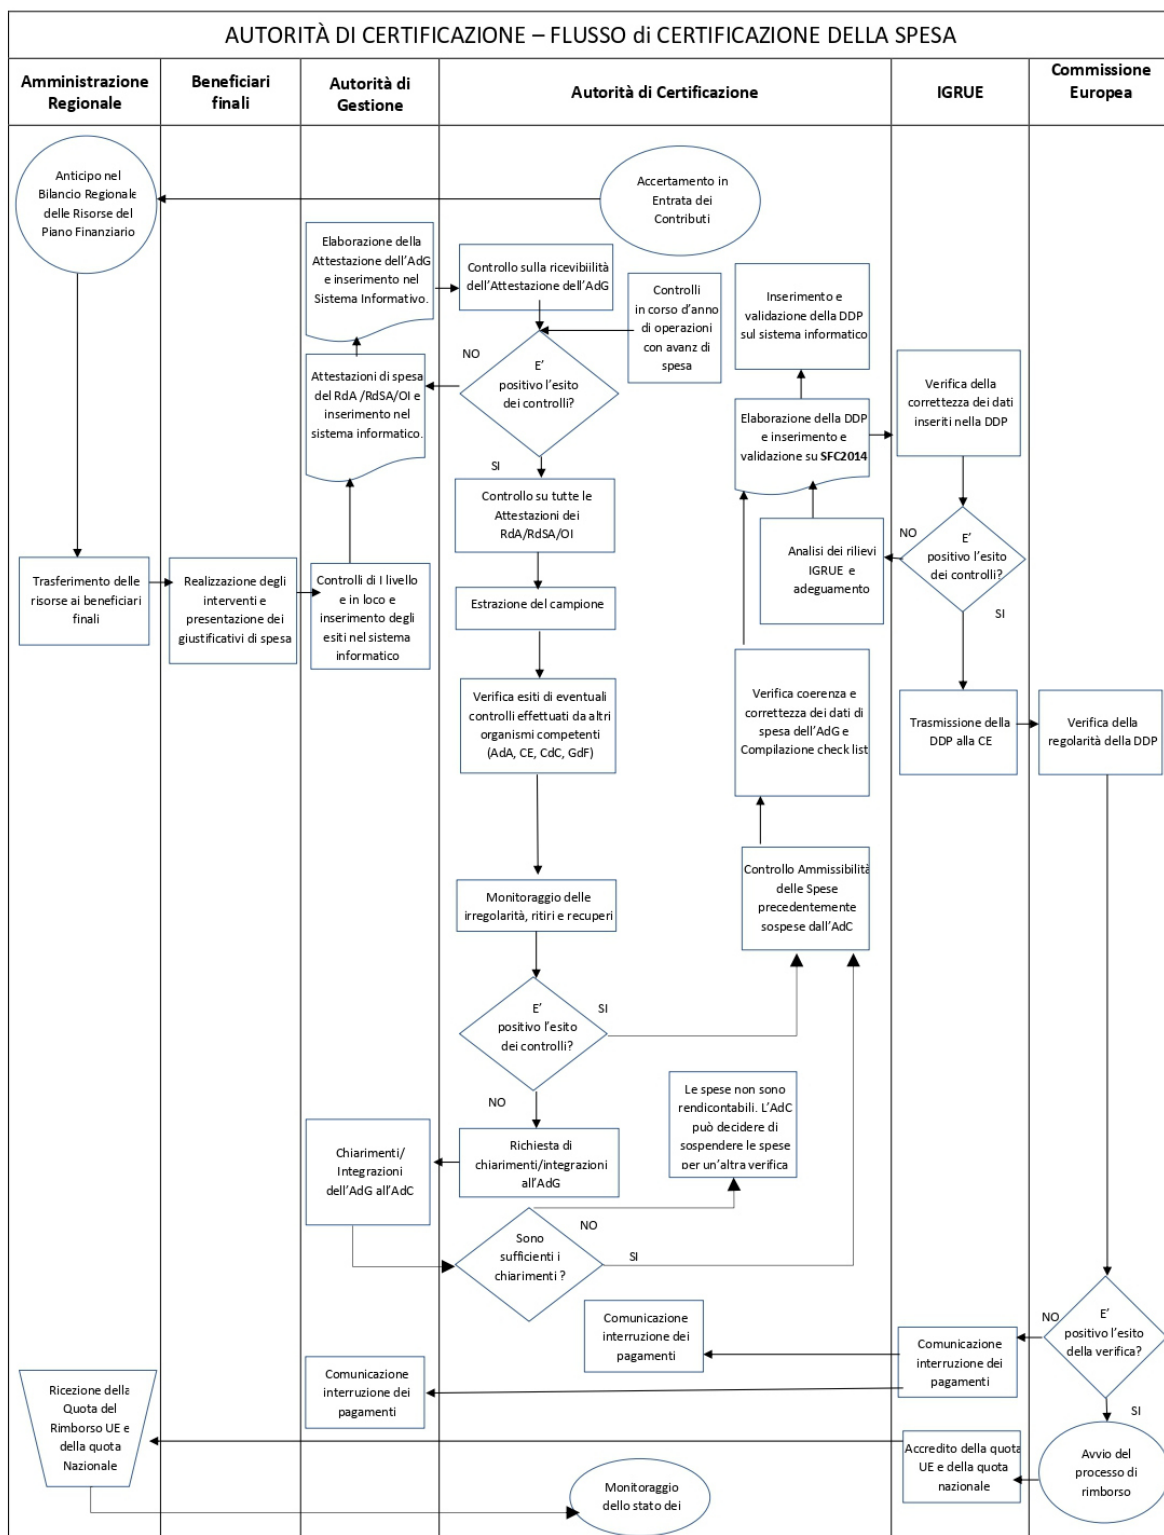 AUTORITÀ DI CERTIFICAZIONE – FLUSSO di CERTIFICAZIONE DELLA SPESA
Amministrazione
Regionale
Beneficiari
finali
Autorità di
Gestione
Autorità di Certificazione
IGRUE
Commissione
Europea
Anticipo nel
Bilancio Regionale
delle Risorse del
Piano Finanziario
Accertamento in
Entrata dei
Contributi
Elaborazione della
Attestazione dell'AdG
e inserimento nel
Sistema Informativo.
Controllo sulla ricevibiilità
dell'Attestazione dell'AdG
Controlli
in corso d'anno
di operazioni
con avanz di
spesa
Inserimento e
validazione della DDP
sul sistema informatico
NO
E'
positivo l'esito
dei controlli?
SI
Attestazioni di spesa
del RdA /RdSA/OI e
inserimento nel
sistema informatico.
Elaborazione della DDP
e inserimento e
validazione su SFC2014
Verifica della
correttezza dei dati
inseriti nella DDP
Controllo su tutte le
Attestazioni dei
RdA/RdSA/OI
Analisi dei rilievi
IGRUE e
adeguamento
NO
E'
positivo l'esito
dei controlli?
SI
Trasferimento delle
risorse ai beneficiari
finali
Realizzazione degli
interventi e
presentazione dei
giustificativi di spesa
Controlli di I livello
e in loco e
inserimento degli
esiti nel sistema
informatico
Estrazione del campione
Verifica esiti di eventuali
controlli effettuati da altri
organismi competenti
(AdA, CE, CdC, GdF)
Verifica coerenza e
correttezza dei dati di
spesa dell'AdG e
Compilazione check list
Trasmissione della
DDP alla CE
Verifica della
regolarità della DDP
Monitoraggio delle
irregolarità, ritiri e recuperi
Controllo Ammissibilità
delle Spese
precedentemente
sospese dall'AdC
E'
positivo l'esito
dei controlli?
SI
NO
Le spese non sono
rendicontabili. L'AdC
può decidere di
sospendere le spese
per un'altra verifica
Chiarimenti/
Integrazioni
dell'AdG all'AdC
Richiesta di
chiarimenti/integrazioni
all'AdG
Sono
sufficienti i
chiarimenti ?
NO
SI
Comunicazione
interruzione dei
pagamenti
Comunicazione
interruzione dei
pagamenti
Comunicazione
interruzione dei
pagamenti
NO
E'
positivo l'esito
della verifica?
SI
Ricezione della
Quota del
Rimborso UE e
della quota
Nazionale
Monitoraggio
dello stato dei
Accredito della quota
UE e della quota
nazionale
Avvio del
processo di
rimborso